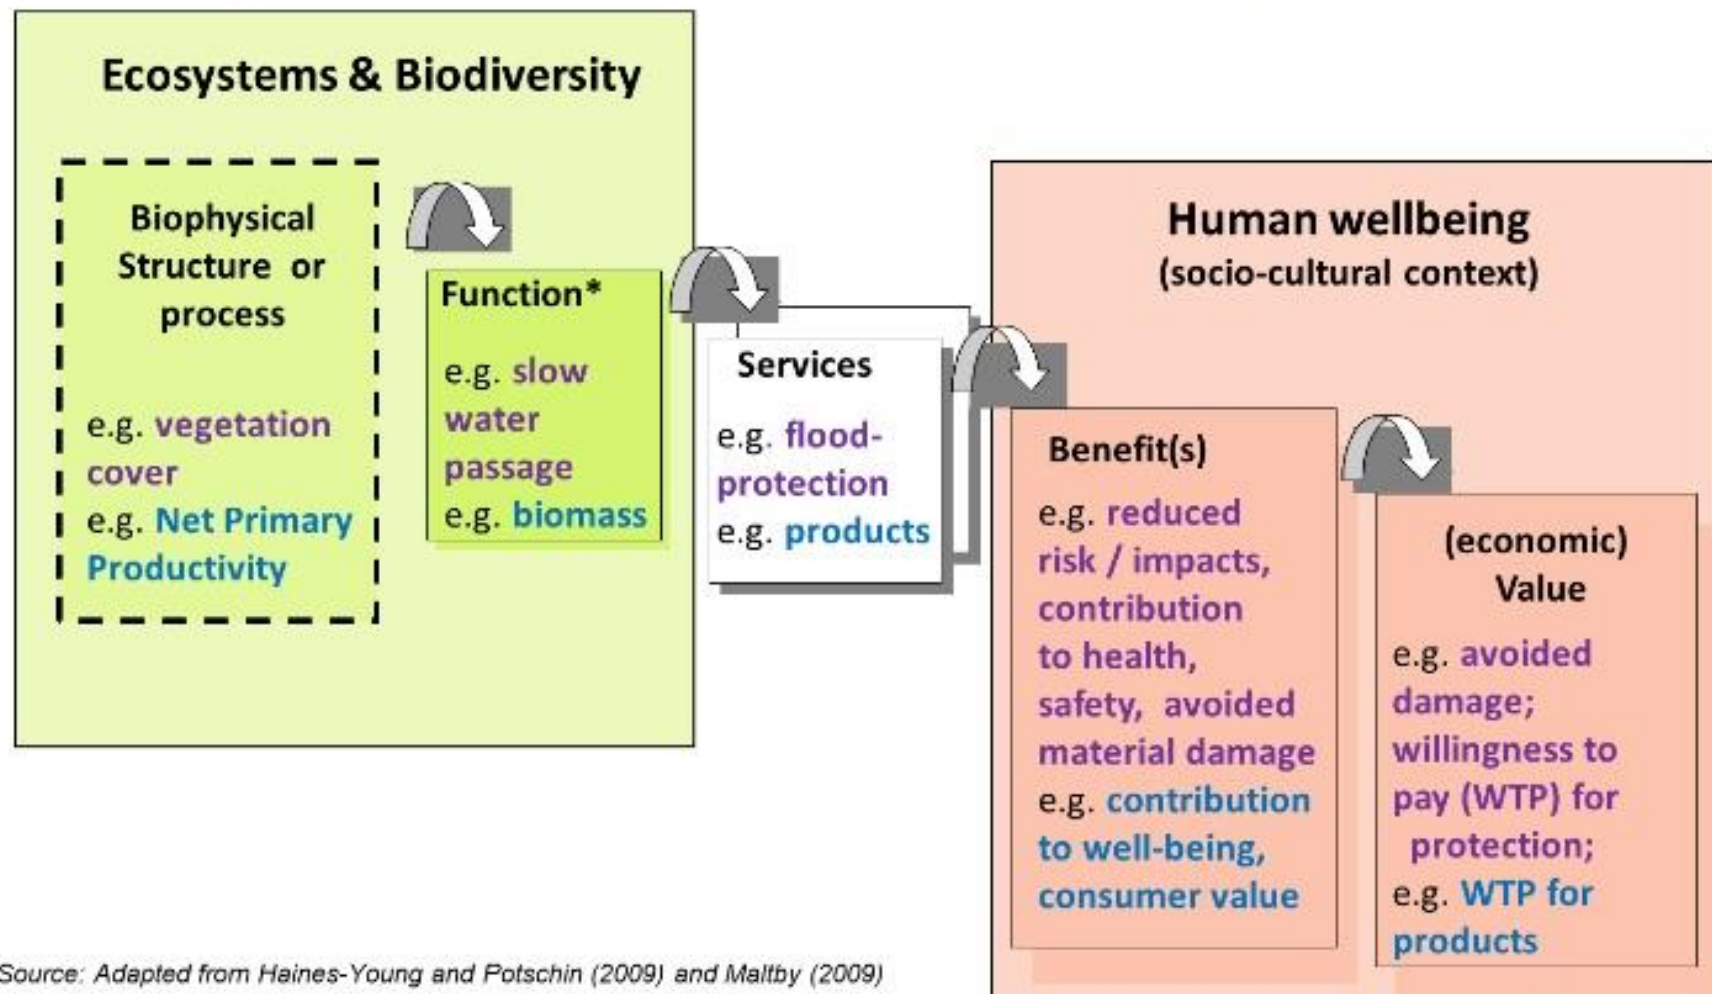 Ecosystems & Biodiversity
Biophysical
Structure or
process
e.g. vegetation
cover
e.g. Net Primary
Productivity
Function*
e.g. slow
water
passage
e.g. biomass
Services
e.g. flood-
protection
e.g. products
Human wellbeing
(socio-cultural context)
Benefit(s)
e.g. reduced
risk / impacts,
contribution
to health,
safety, avoided
material damage
e.g. contribution
to well-being,
consumer value
(economic)
Value
e.g. avoided
damage;
willingness to
pay (WTP) for
protection;
e.g. WTP for
products
Source: Adapted from Haines-Young and Potschin (2009) and Maltby (2009)